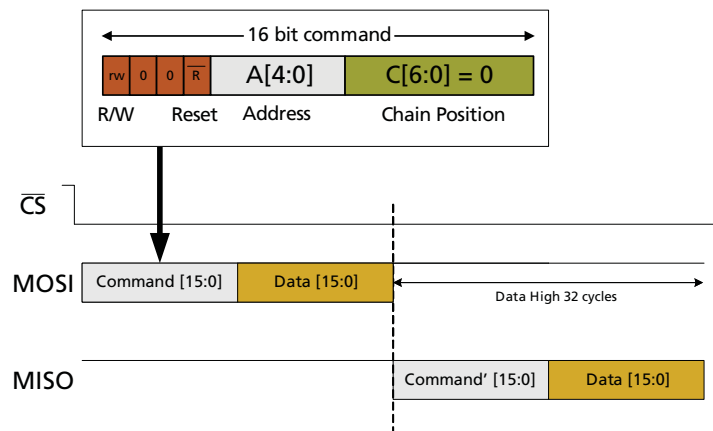 16 bit command
rw 0 0 R̅ A[4:0] C[6:0] = 0
R/W Reset Address Chain Position
C̅S̅
MOSI Command [15:0] Data [15:0] Data High 32 cycles
MISO Command' [15:0] Data [15:0]